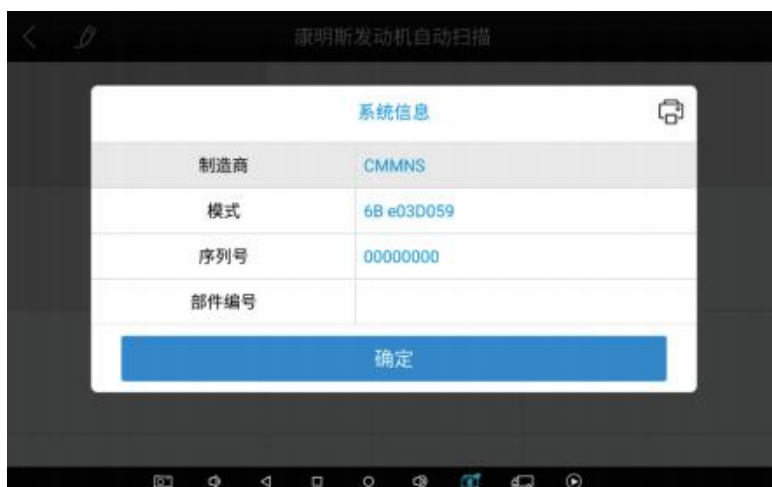 康明斯发动机自动扫描
系统信息
制造商 CMMNS
模式 6B e03D059
序列号 00000000
部件编号
确定